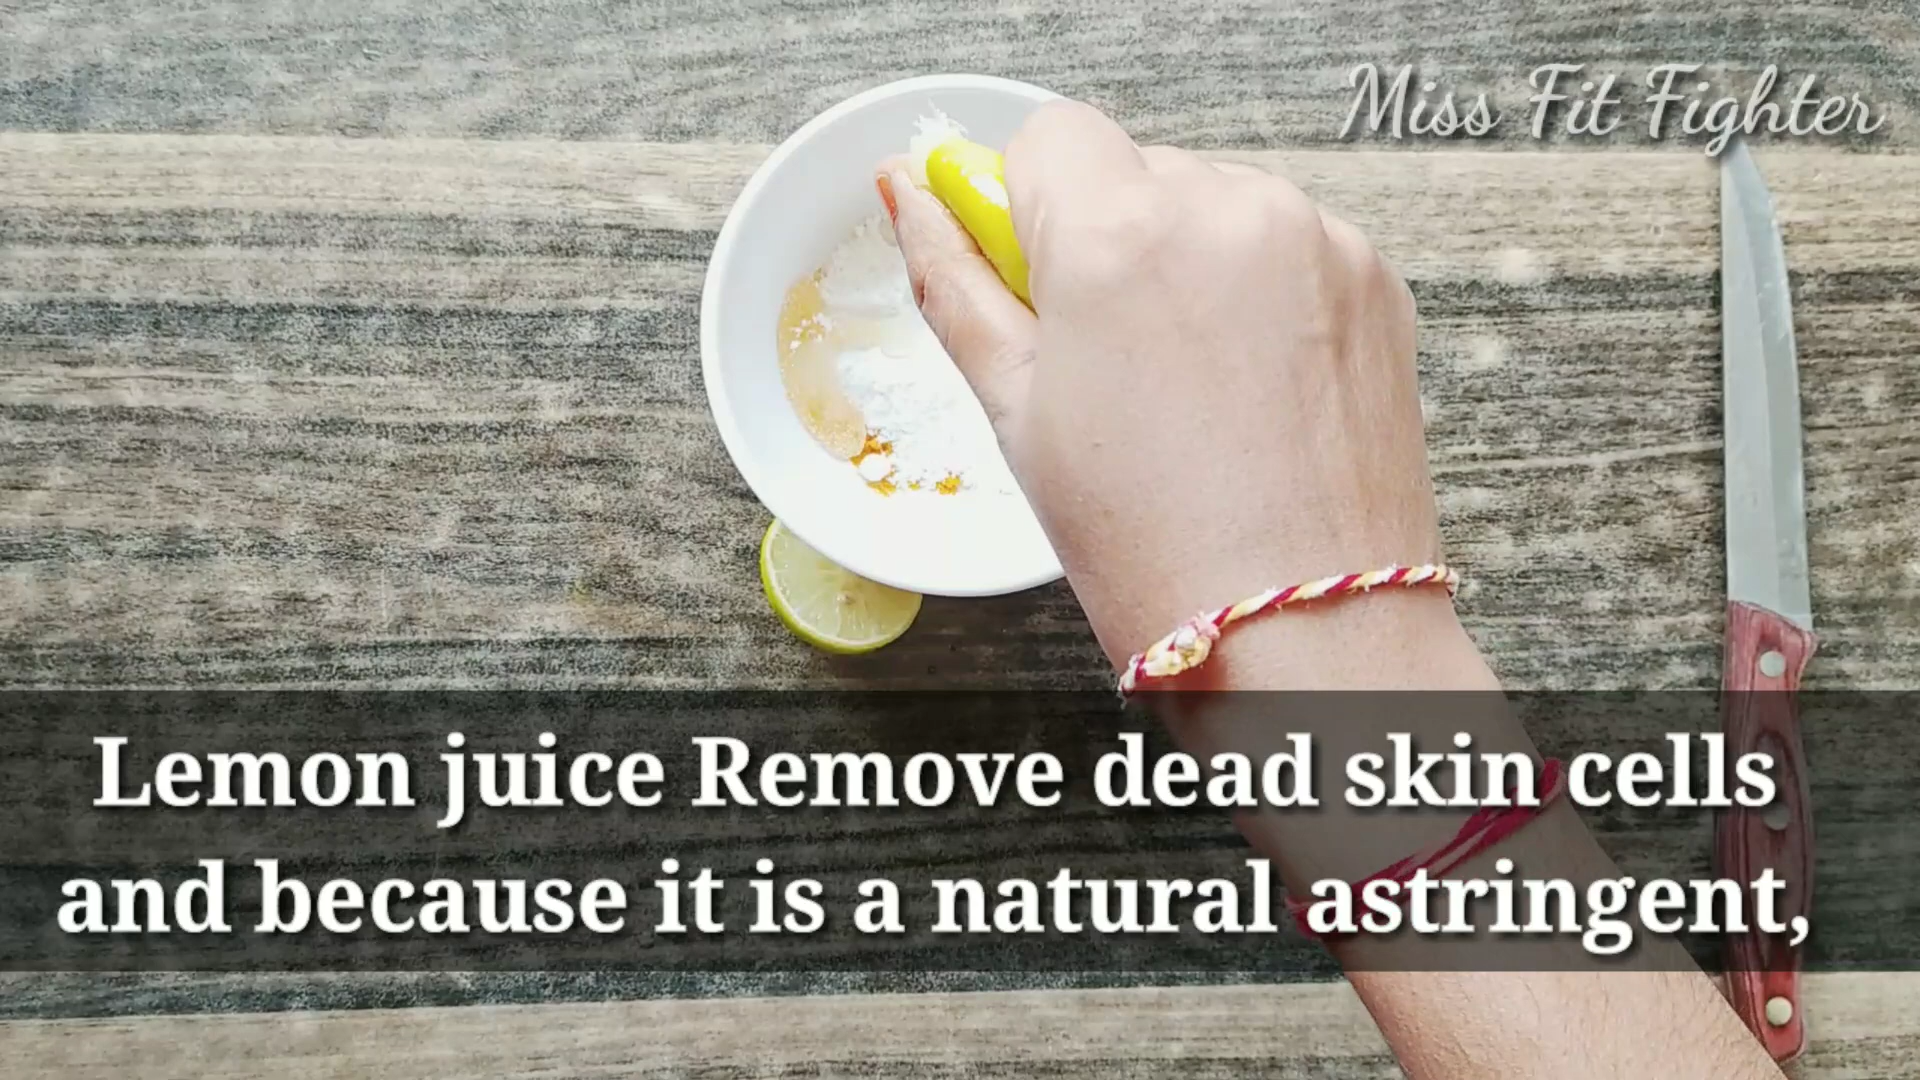 Miss Fit Fighter
Lemon juice Remove dead skin cells
and because it is a natural astringent,